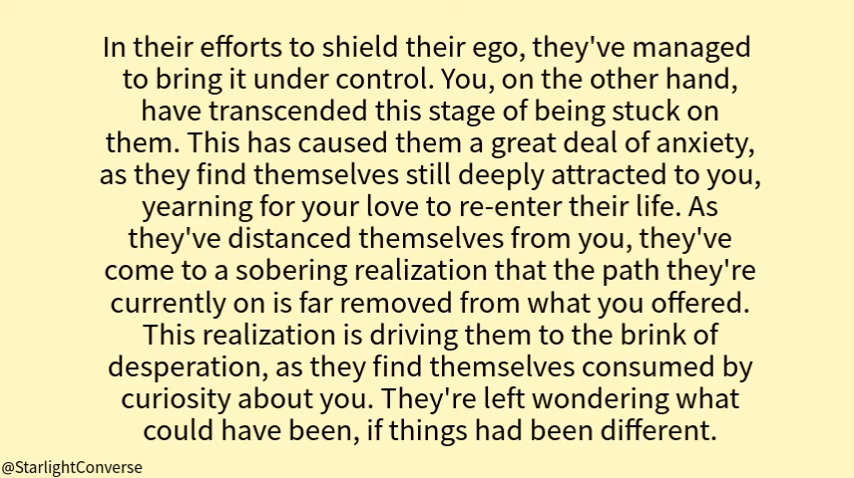 In their efforts to shield their ego, they've managed
to bring it under control. You, on the other hand,
have transcended this stage of being stuck on
them. This has caused them a great deal of anxiety,
as they find themselves still deeply attracted to you,
yearning for your love to re-enter their life. As
they've distanced themselves from you, they've
come to a sobering realization that the path they're
currently on is far removed from what you offered.
This realization is driving them to the brink of
desperation, as they find themselves consumed by
curiosity about you. They're left wondering what
could have been, if things had been different.
@StarlightConverse